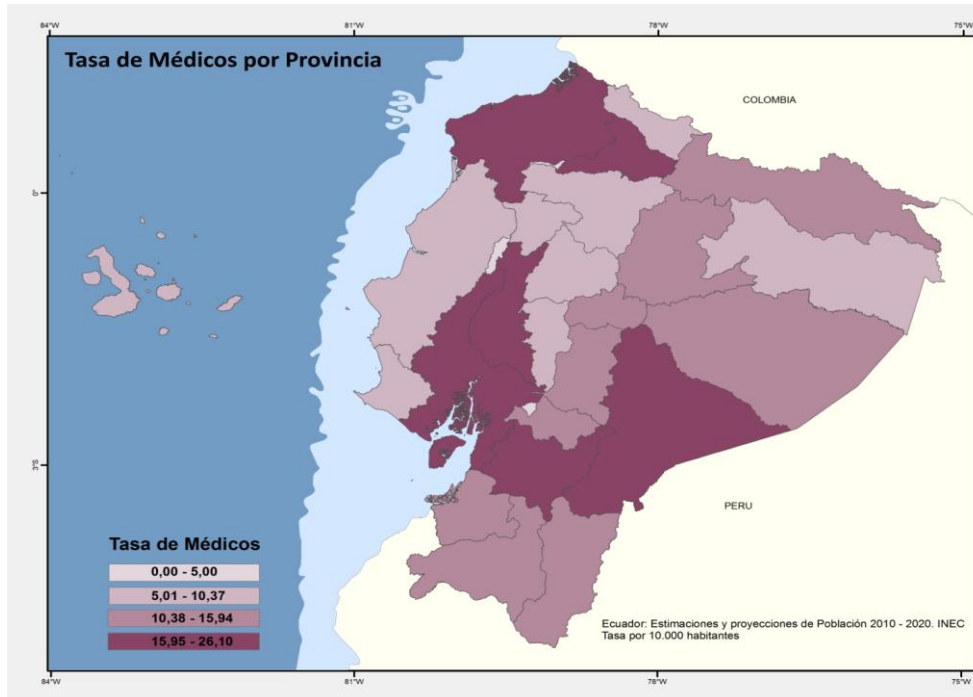 84°W
81°W
78°W
75°W
Tasa de Médicos por Provincia
COLOMBIA
0°
3°S
PERU
Tasa de Médicos
0,00 - 5,00
5,01 - 10,37
10,38 - 15,94
15,95 - 26,10
Ecuador: Estimaciones y proyecciones de Población 2010 - 2020. INEC
Tasa por 10.000 habitantes
84°W
81°W
78°W
75°W